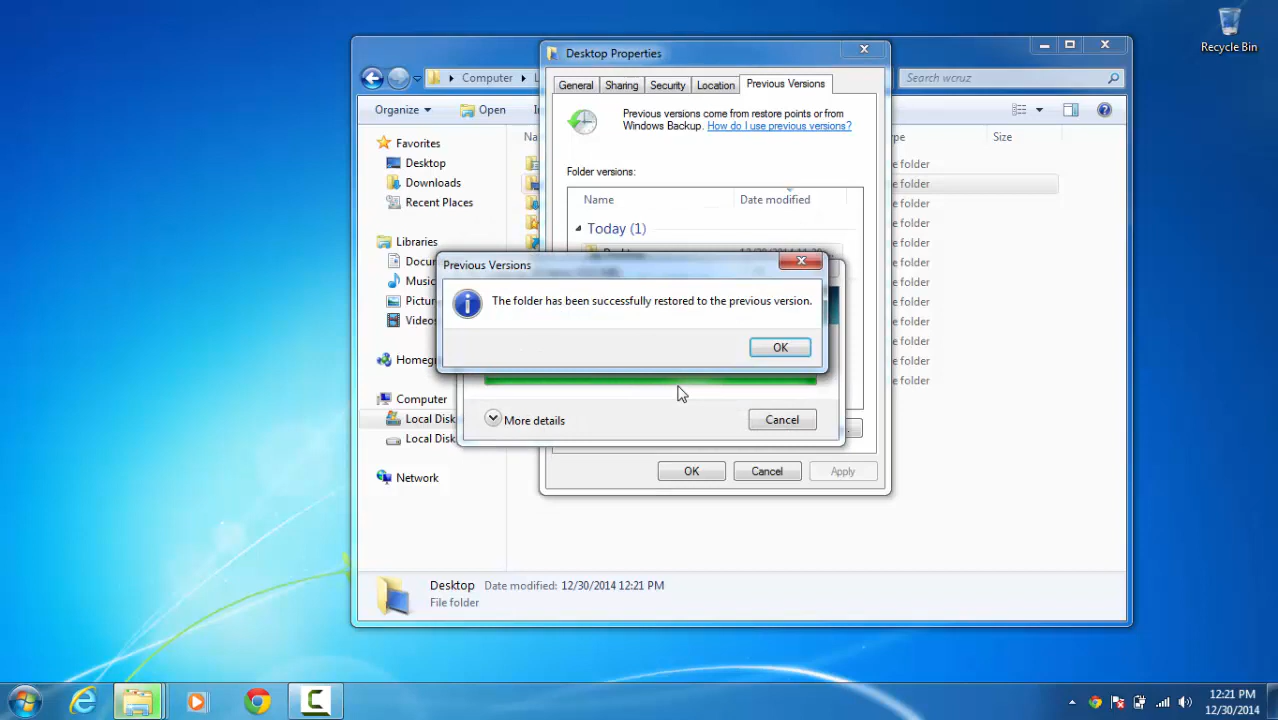 Recycle Bin
Desktop Properties
Computer
Search wcruz
General
Sharing
Security
Location
Previous Versions
Organize
Open
Previous versions come from restore points or from
Windows Backup. How do I use previous versions?
Favorites
Desktop
Downloads
Recent Places
Libraries
Music
Videos
Computer
Local Disk
Local Disk
Network
Size
e folder
e folder
e folder
e folder
e folder
e folder
e folder
e folder
e folder
e folder
e folder
e folder
Folder versions:
Name
Date modified
Today (1)
Previous Versions
The folder has been successfully restored to the previous version.
OK
More details
Cancel
OK
Cancel
Apply
Desktop
Date modified: 12/30/2014 12:21 PM
File folder
12:21 PM
12/30/2014